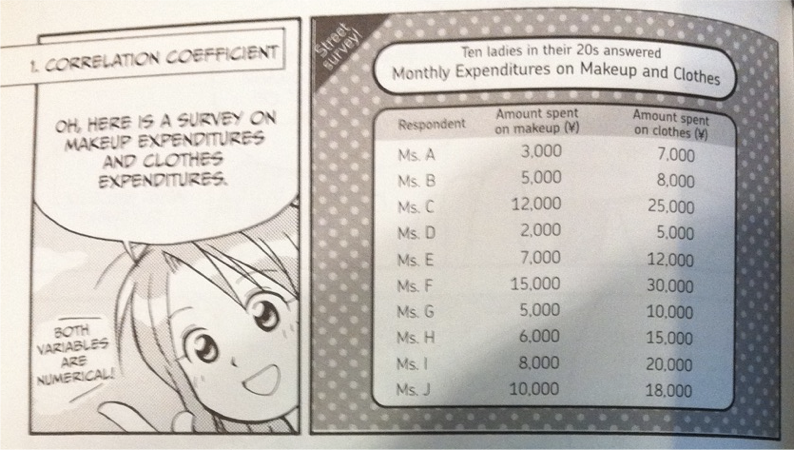 1. CORRELATION COEFFICIENT
OH, HERE IS A SURVEY ON
MAKEUP EXPENDITURES
AND CLOTHES
EXPENDITURES.
BOTH
VARIABLES
ARE
NUMERICAL!
Street
survey!
Ten ladies in their 20s answered
Monthly Expenditures on Makeup and Clothes
Respondent Amount spent on makeup (¥) Amount spent on clothes (¥)
Ms. A 3,000 7,000
Ms. B 5,000 8,000
Ms. C 12,000 25,000
Ms. D 2,000 5,000
Ms. E 7,000 12,000
Ms. F 15,000 30,000
Ms. G 5,000 10,000
Ms. H 6,000 15,000
Ms. I 8,000 20,000
Ms. J 10,000 18,000